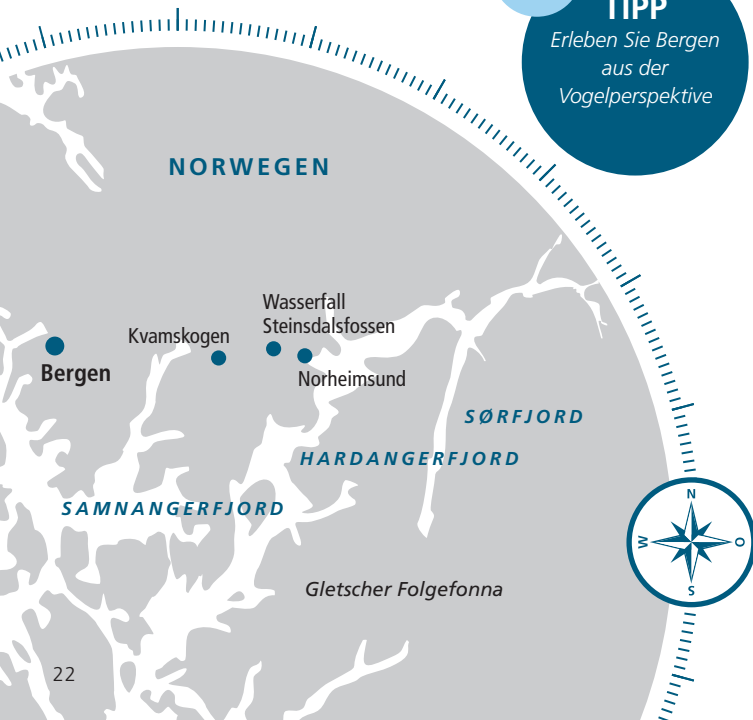 TIPP
Erleben Sie Bergen
aus der
Vogelperspektive
NORWEGEN
Wasserfall
Steinsdalsfossen
Kvamskogen
Bergen
Norheimsund
SØRFJORD
HARDANGERFJORD
SAMNANGERFJORD
N
W
O
S
Gletscher Folgefonna
22